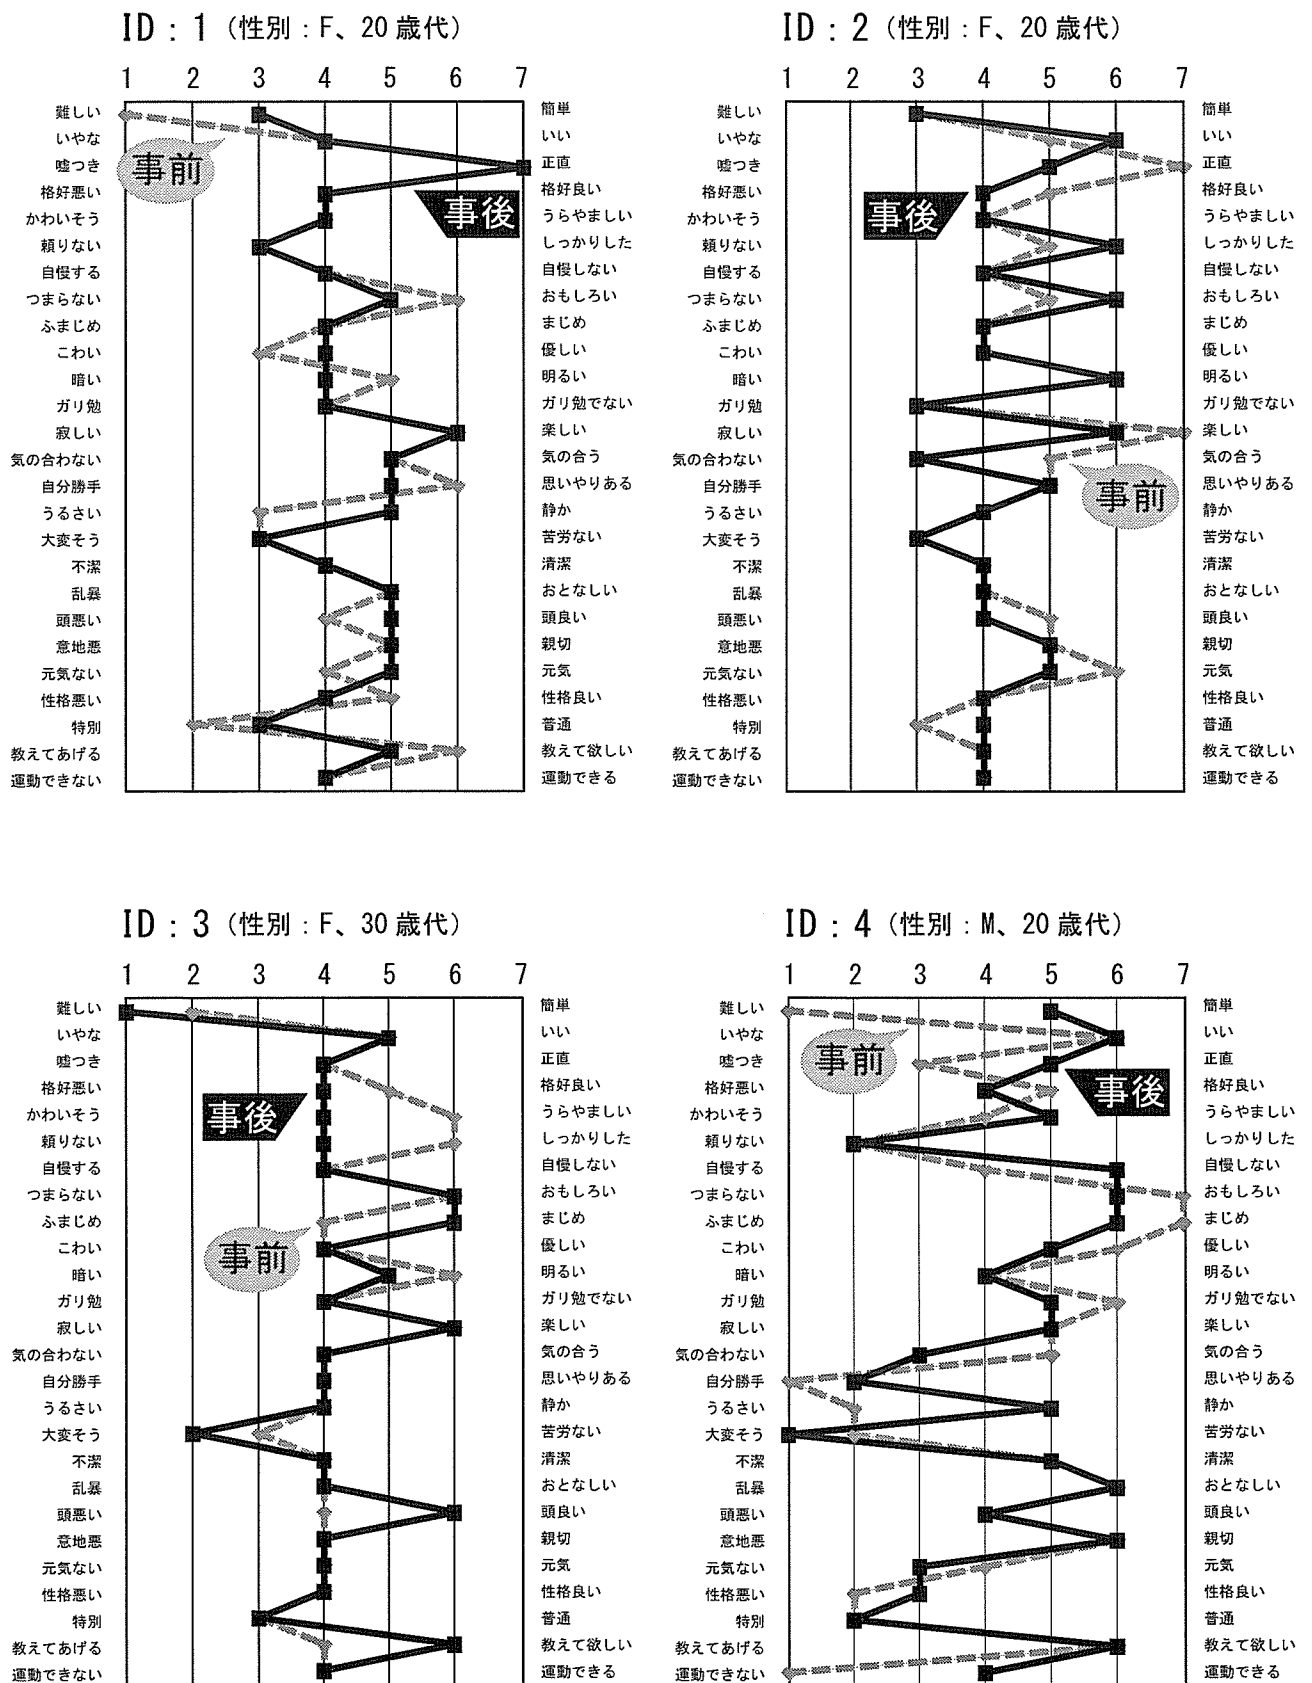 ID : 1 (性別:F、20歳代)
1 2 3 4 5 6 7
難しい 簡単
いやな いい
嘘つき 正直
格好悪い 格好良い
かわいそう うらやましい
頼りない しっかりした
自慢する 自慢しない
つまらない おもしろい
ふまじめ まじめ
こわい 優しい
暗い 明るい
ガリ勉 ガリ勉でない
寂しい 楽しい
気の合わない 気の合う
自分勝手 思いやりある
うるさい 静か
大変そう 苦労ない
不潔 清潔
乱暴 おとなしい
頭悪い 頭良い
意地悪 親切
元気ない 元気
性格悪い 性格良い
特別 普通
教えてあげる 教えて欲しい
運動できない 運動できる
事前
事後
ID : 2 (性別:F、20歳代)
1 2 3 4 5 6 7
難しい 簡単
いやな いい
嘘つき 正直
格好悪い 格好良い
かわいそう うらやましい
頼りない しっかりした
自慢する 自慢しない
つまらない おもしろい
ふまじめ まじめ
こわい 優しい
暗い 明るい
ガリ勉 ガリ勉でない
寂しい 楽しい
気の合わない 気の合う
自分勝手 思いやりある
うるさい 静か
大変そう 苦労ない
不潔 清潔
乱暴 おとなしい
頭悪い 頭良い
意地悪 親切
元気ない 元気
性格悪い 性格良い
特別 普通
教えてあげる 教えて欲しい
運動できない 運動できる
事後
事前
ID : 3 (性別:F、30歳代)
1 2 3 4 5 6 7
難しい 簡単
いやな いい
嘘つき 正直
格好悪い 格好良い
かわいそう うらやましい
頼りない しっかりした
自慢する 自慢しない
つまらない おもしろい
ふまじめ まじめ
こわい 優しい
暗い 明るい
ガリ勉 ガリ勉でない
寂しい 楽しい
気の合わない 気の合う
自分勝手 思いやりある
うるさい 静か
大変そう 苦労ない
不潔 清潔
乱暴 おとなしい
頭悪い 頭良い
意地悪 親切
元気ない 元気
性格悪い 性格良い
特別 普通
教えてあげる 教えて欲しい
運動できない 運動できる
事後
事前
ID : 4 (性別:M、20歳代)
1 2 3 4 5 6 7
難しい 簡単
いやな いい
嘘つき 正直
格好悪い 格好良い
かわいそう うらやましい
頼りない しっかりした
自慢する 自慢しない
つまらない おもしろい
ふまじめ まじめ
こわい 優しい
暗い 明るい
ガリ勉 ガリ勉でない
寂しい 楽しい
気の合わない 気の合う
自分勝手 思いやりある
うるさい 静か
大変そう 苦労ない
不潔 清潔
乱暴 おとなしい
頭悪い 頭良い
意地悪 親切
元気ない 元気
性格悪い 性格良い
特別 普通
教えてあげる 教えて欲しい
運動できない 運動できる
事前
事後